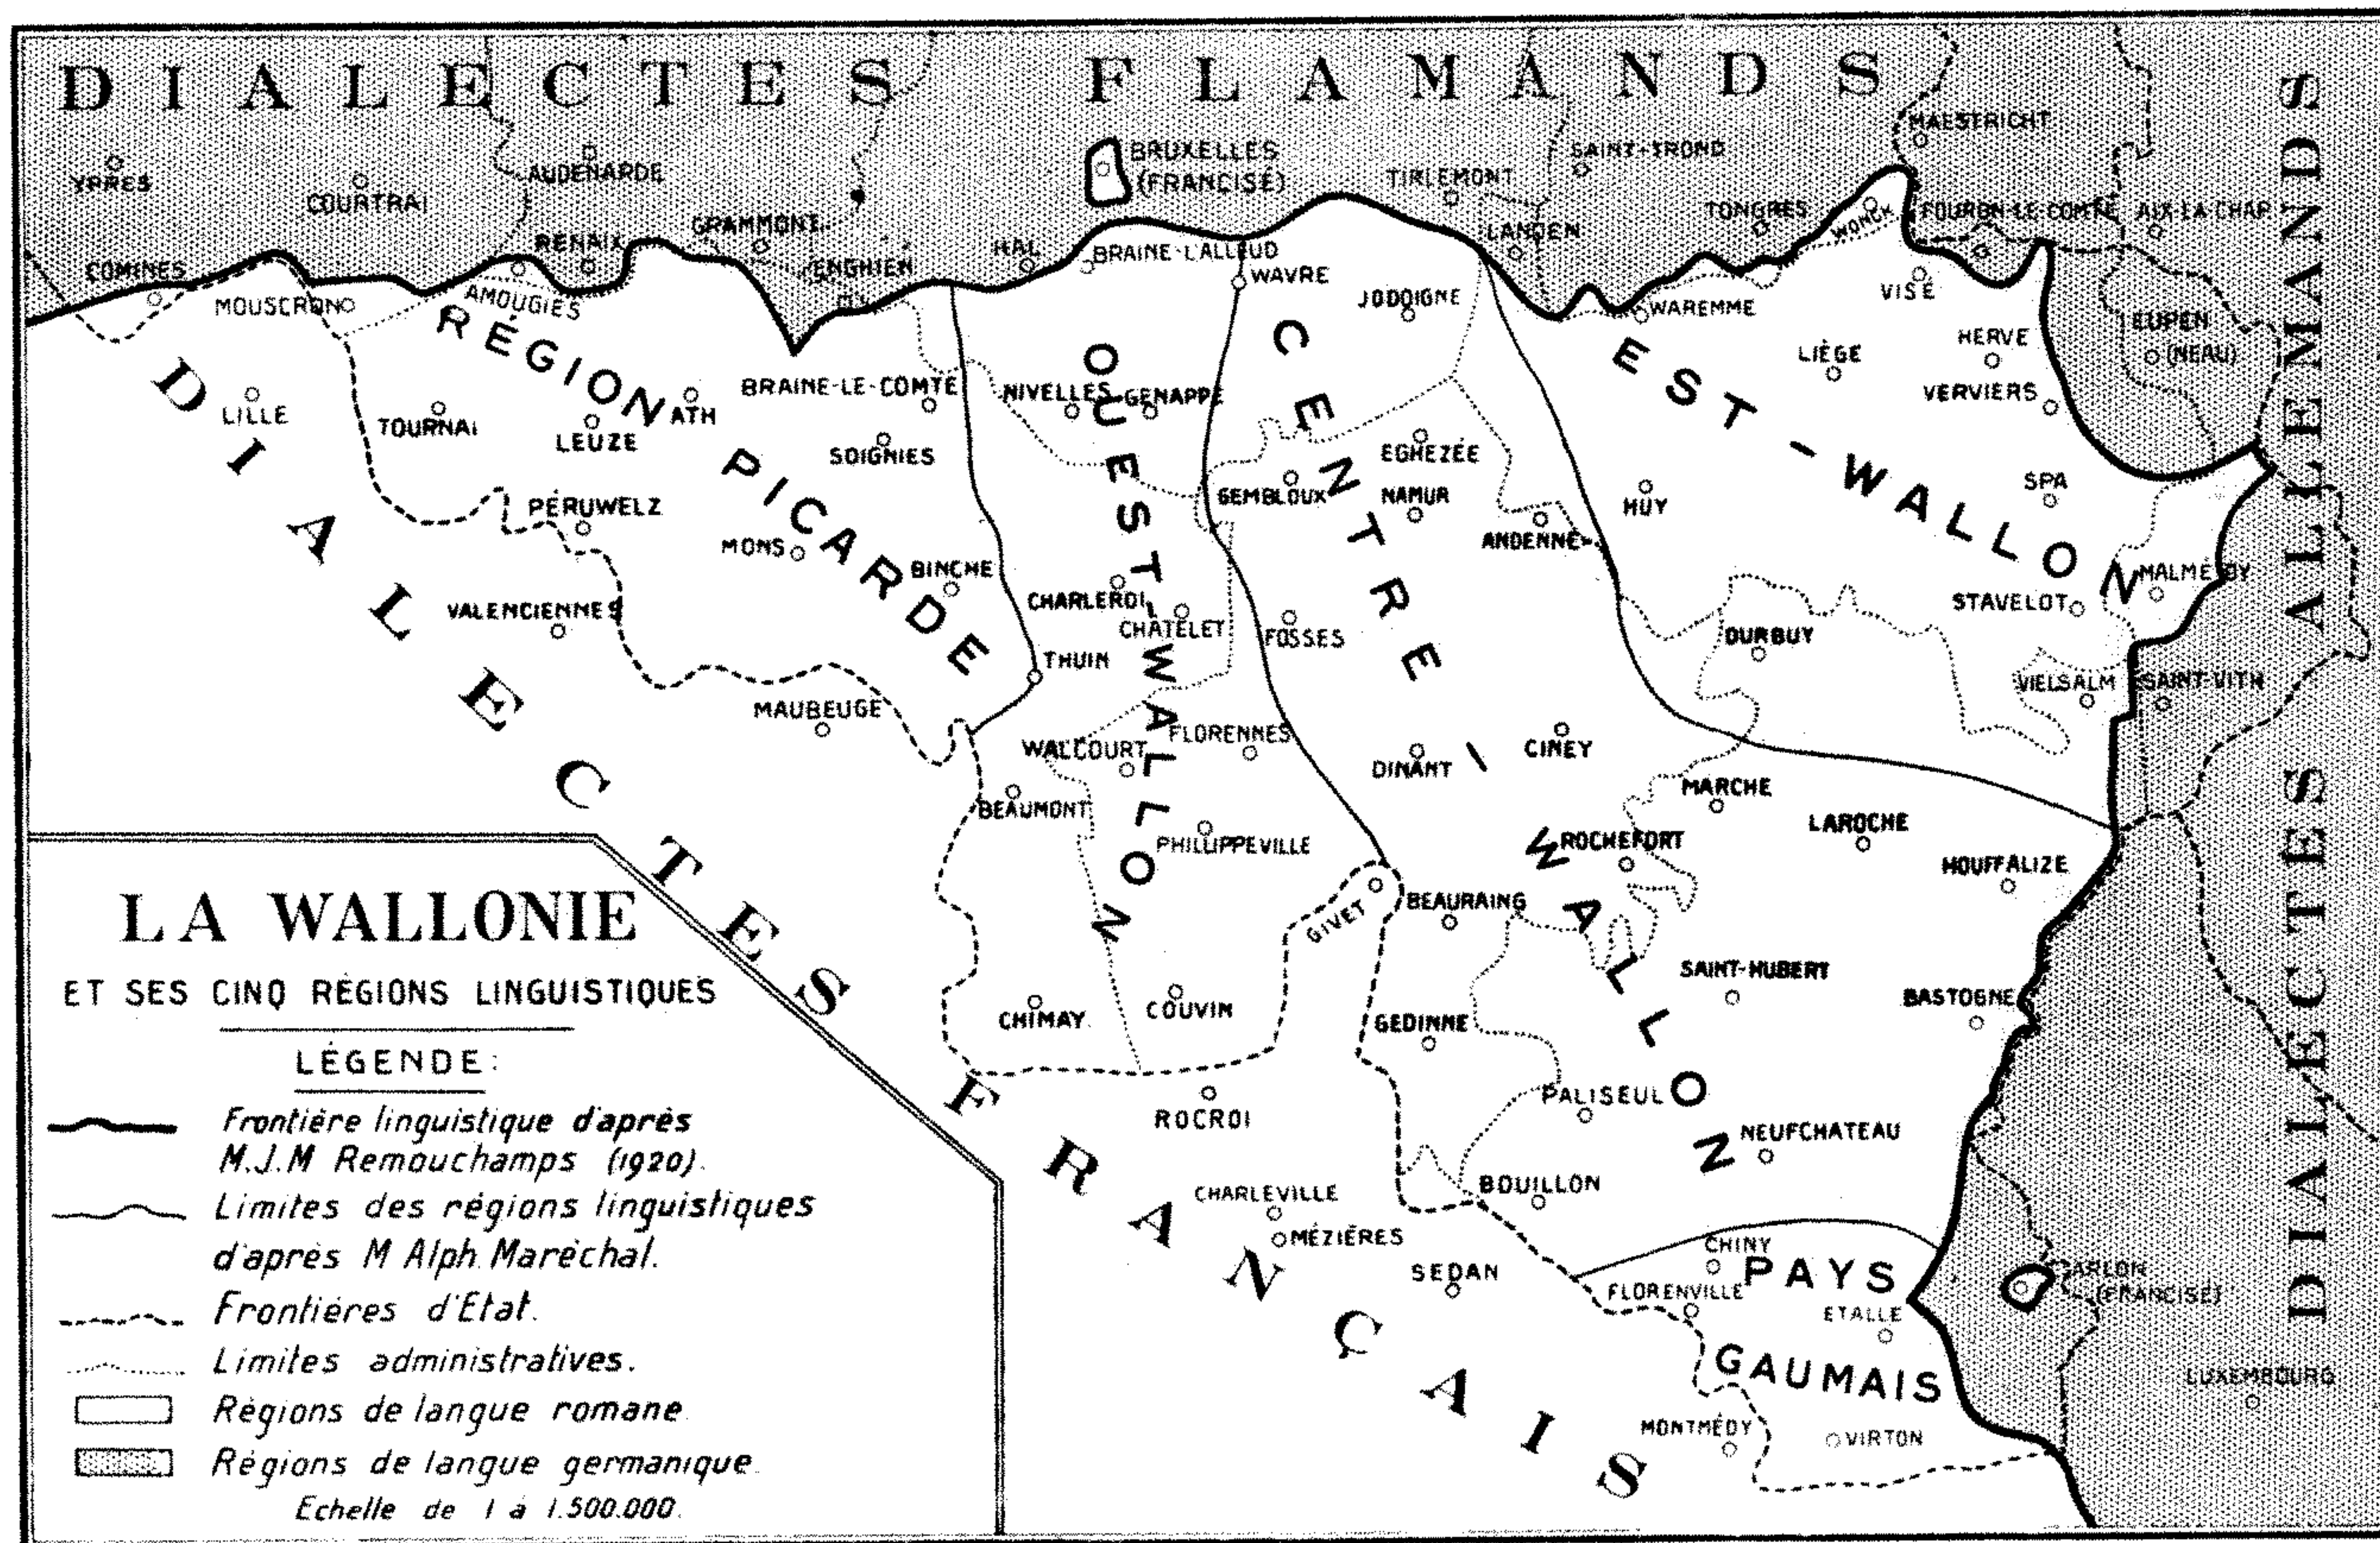 DIALECTES FLAMANDS
DIALECTES ALLEMANDS
DIALECTES FRANÇAIS
RÉGION PICARDE
OUEST-WALLON
CENTRE-WALLON
EST-WALLON
PAYS GAUMAIS
YPRES
COURTRAI
AUDENARDE
BRUXELLES
(FRANCISÉ)
TIRLEMONT
SAINT-TROND
MAESTRICHT
COMINES
MOUSCRON
AMOUGIES
RENAIX
GRAMMONT
ENGHIEN
HAL
BRAINE-L'ALLEUD
WAVRE
JODOIGNE
LANDEN
TONGRES
WONCK
FOURON-LE-COMTE
AIX-LA-CHAP
WAREMME
VISÉ
LIÈGE
HERVE
VERVIERS
EUPEN
(NEAU)
LILLE
TOURNAI
LEUZE
ATH
BRAINE-LE-COMTE
SOIGNIES
NIVELLES
GENAPPE
EGHEZÉE
GEMBLOUX
NAMUR
ANDENNE
HUY
SPA
PÉRUWELZ
MONS
BINCHE
VALENCIENNES
CHARLEROI
CHATELET
FOSSES
THUIN
DURBUY
STAVELOT
MALMÉDY
VIELSALM
SAINT-VITH
MAUBEUGE
WALCOURT
FLORENNES
DINANT
CINEY
MARCHE
LAROCHE
HOUFFALIZE
BEAUMONT
PHILIPPEVILLE
ROCHEFORT
GIVET
BEAURAING
SAINT-HUBERT
BASTOGNE
CHIMAY
COUVIN
GEDINNE
PALISEUL
NEUFCHATEAU
ROCROI
BOUILLON
CHARLEVILLE
MÉZIÈRES
SEDAN
CHINY
FLORENVILLE
ETALLE
ARLON
(FRANCISÉ)
LUXEMBOURG
MONTMÉDY
VIRTON
LA WALLONIE
ET SES CINQ RÉGIONS LINGUISTIQUES
LÉGENDE:
Frontière linguistique d'après
M.J.M Remouchamps (1920).
Limites des régions linguistiques
d'après M Alph. Maréchal.
Frontières d'Etat.
Limites administratives.
Régions de langue romane
Régions de langue germanique.
Echelle de 1 à 1.500.000.